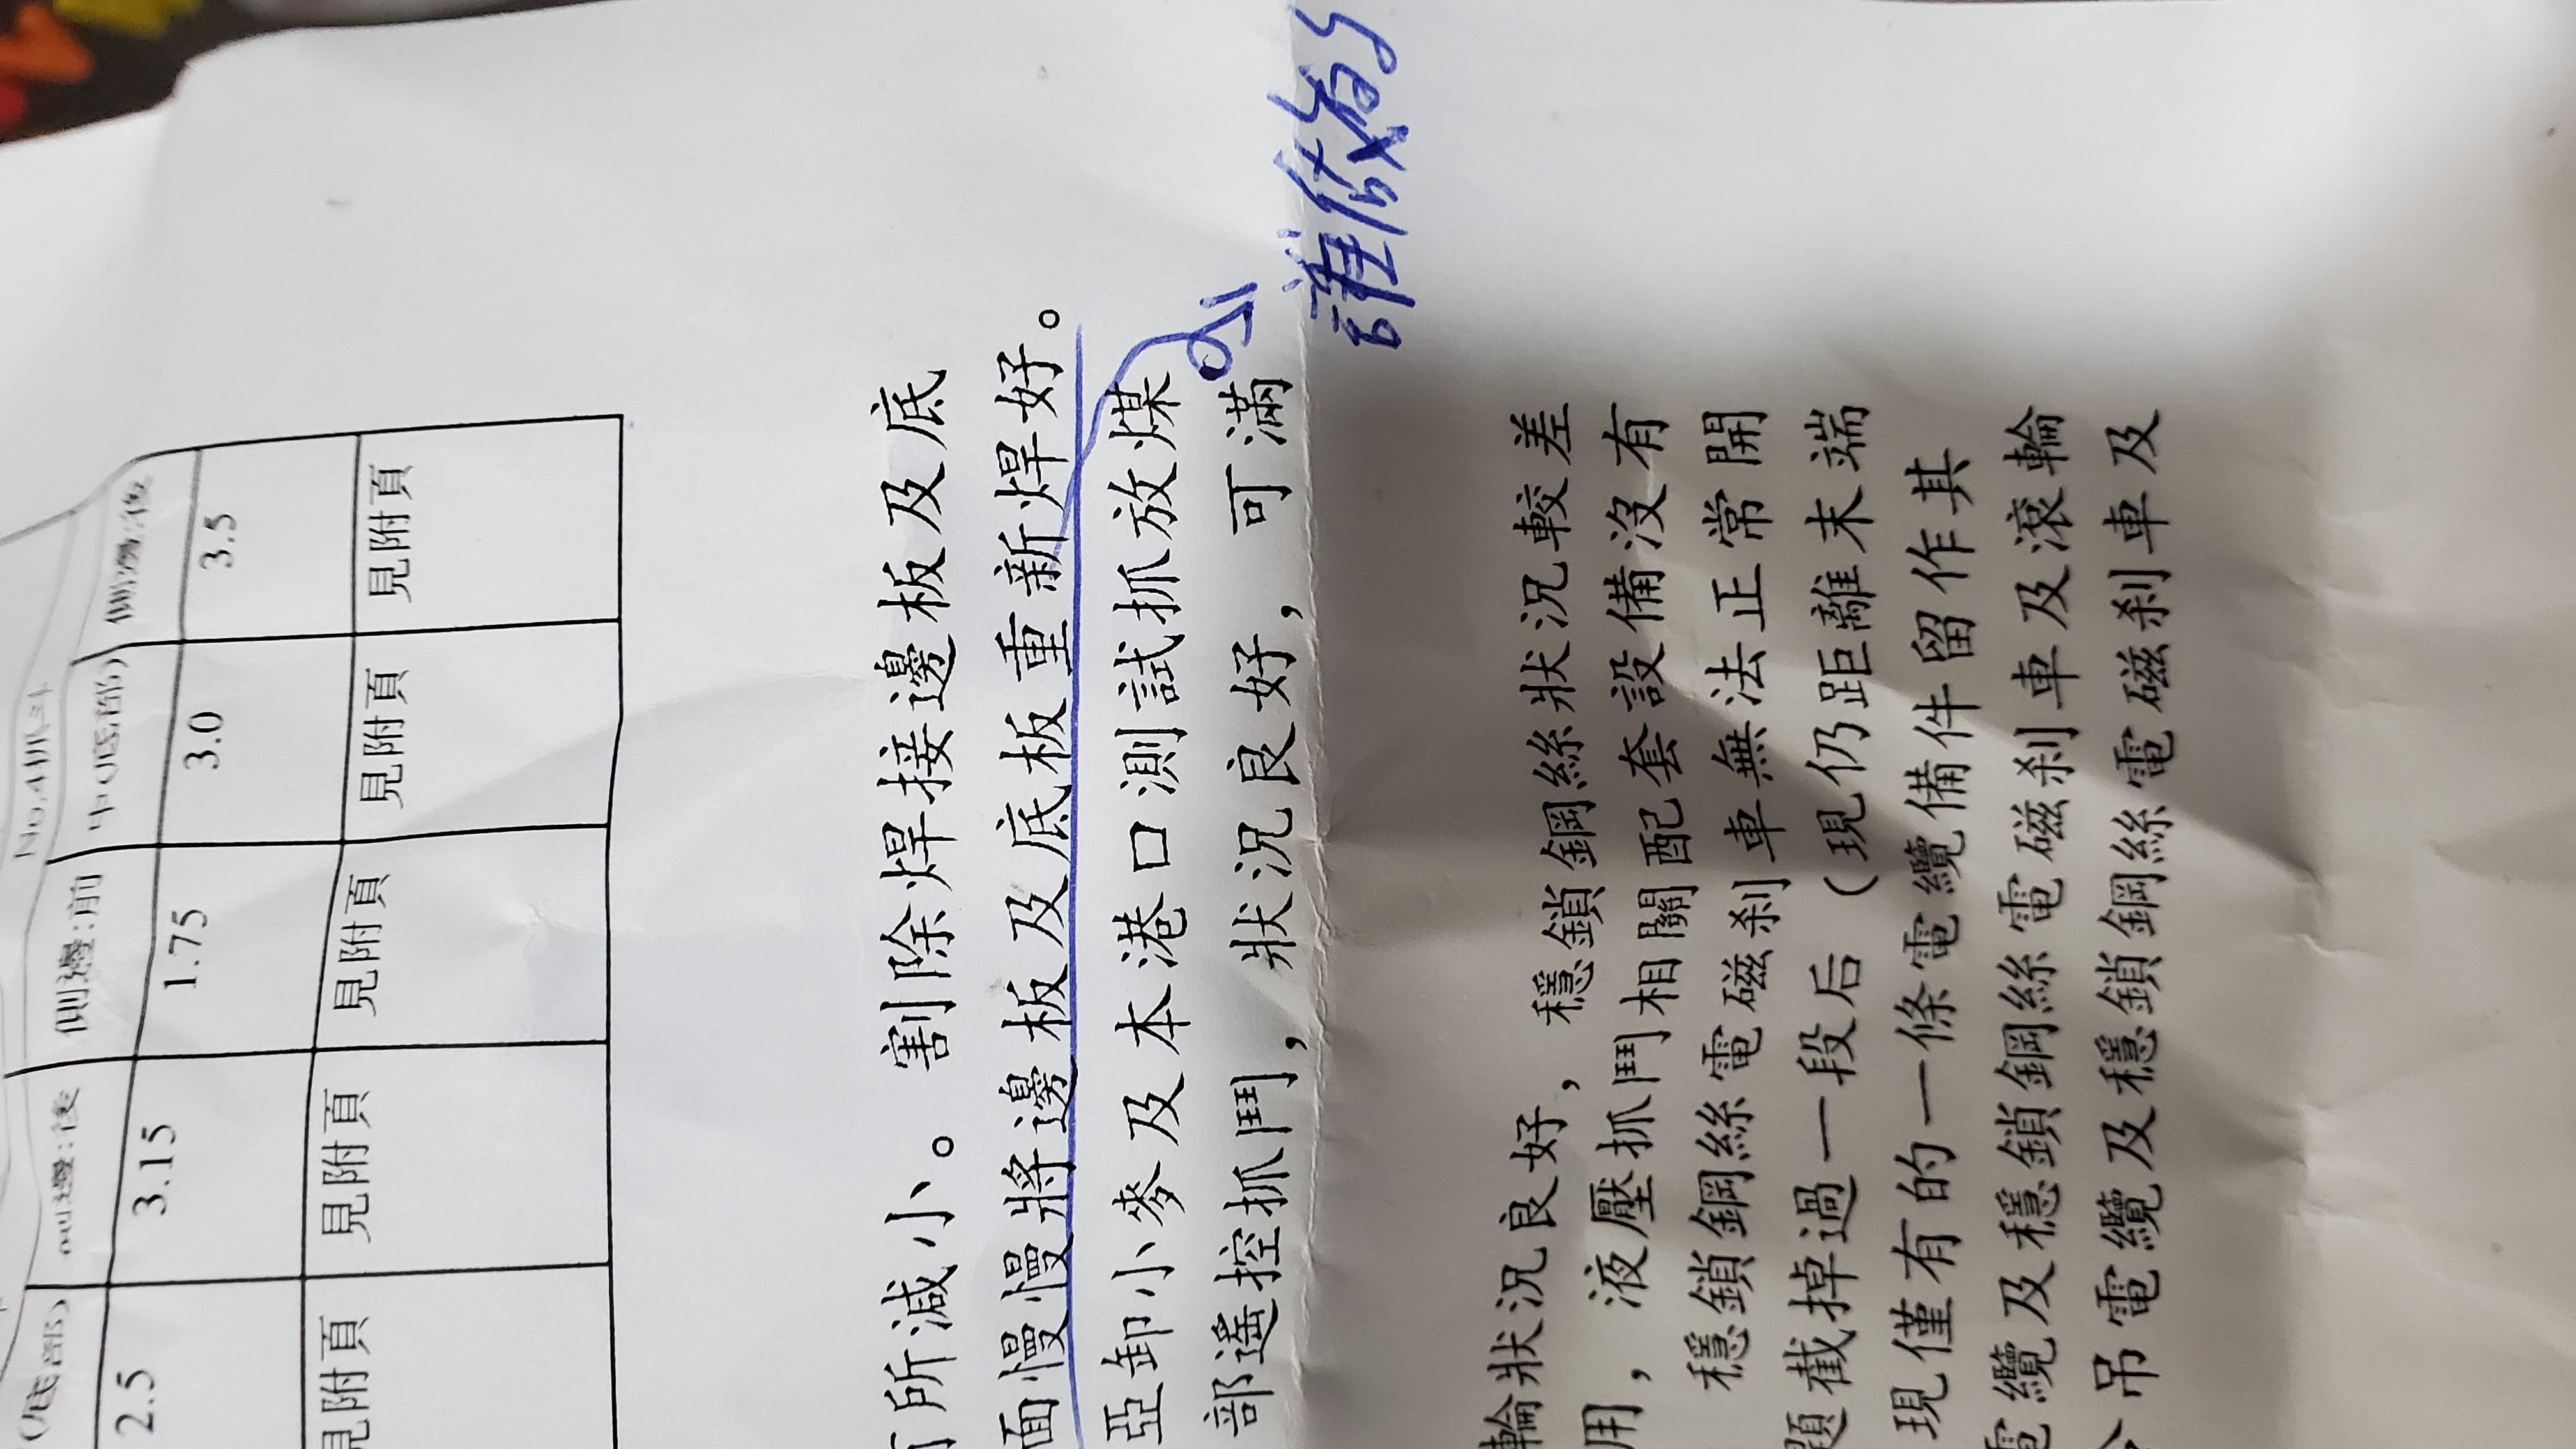 No.4抓斗
(底部) 側邊:後 側邊:前 中(底部) 側邊:後
2.5 3.15 1.75 3.0 3.5
見附頁 見附頁 見附頁 見附頁 見附頁
所減小。割除焊接邊板及底
面慢慢將邊板及底板重新焊好。
亞卸小麥及本港口測試抓放煤
部遙控抓鬥,狀況良好,可滿
誰做的
輪狀況良好,穩鎖鋼絲狀況較差
用,液壓抓鬥相關配套設備沒有
穩鎖鋼絲電磁剎車無法正常開
題截掉過一段后(現仍距離末端
現僅有的一條電纜備件留作其
電纜及穩鎖鋼絲電磁剎車及滾輪
吊電纜及穩鎖鋼絲電磁剎車及